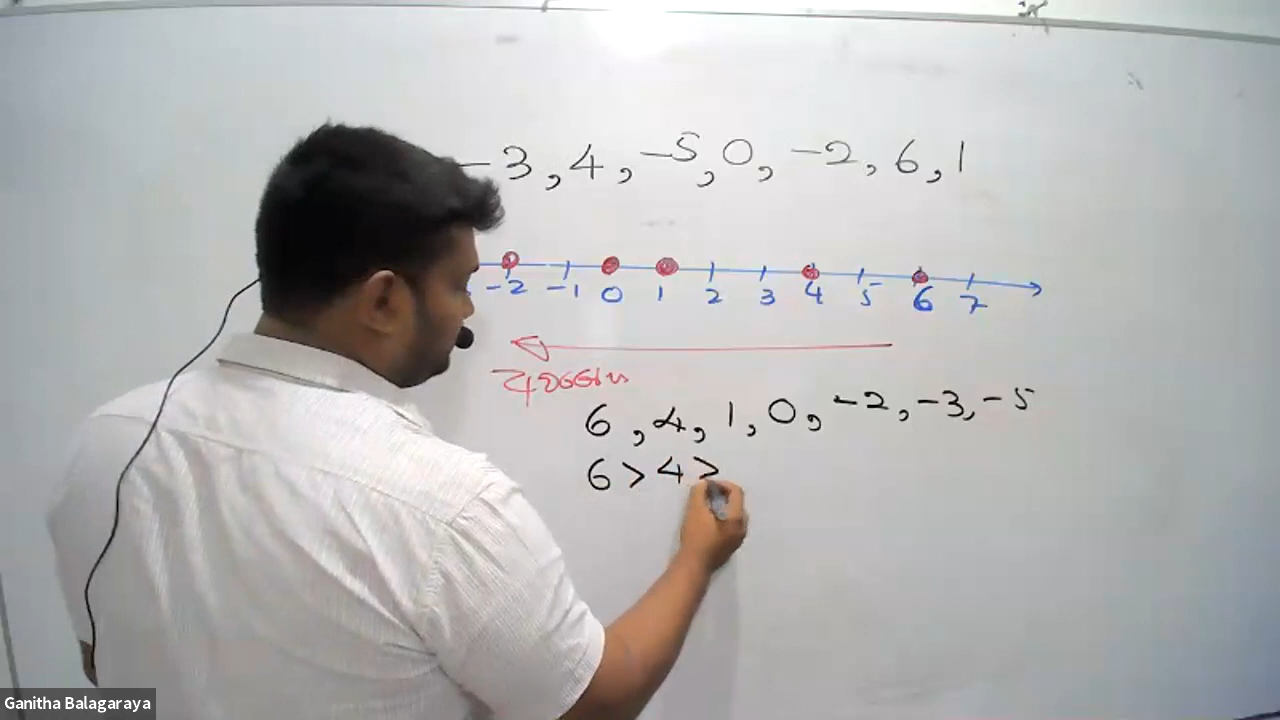 -3, 4, -5, 0, -2, 6, 1
-2 -1 0 1 2 3 4 5 6 7
6, 4, 1, 0, -2, -3, -5
6 > 4 >
Ganitha Balagaraya